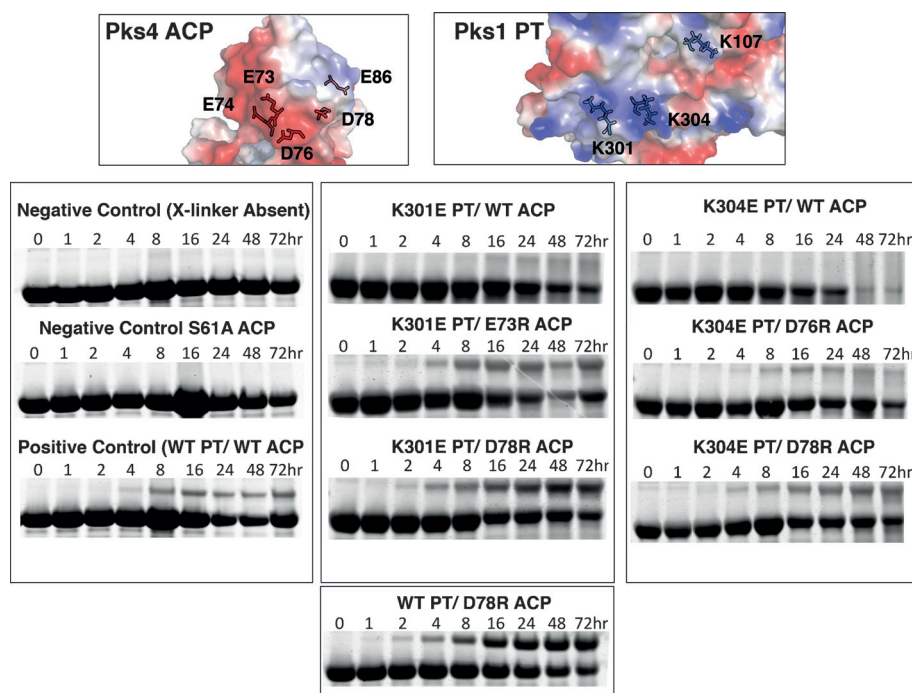 Pks4 ACP
E73
E86
E74
D78
D76
Pks1 PT
K107
K304
K301
Negative Control (X-linker Absent)
0 1 2 4 8 16 24 48 72hr
Negative Control S61A ACP
0 1 2 4 8 16 24 48 72hr
Positive Control (WT PT/ WT ACP
0 1 2 4 8 16 24 48 72hr
K301E PT/ WT ACP
0 1 2 4 8 16 24 48 72hr
K301E PT/ E73R ACP
0 1 2 4 8 16 24 48 72hr
K301E PT/ D78R ACP
0 1 2 4 8 16 24 48 72hr
K304E PT/ WT ACP
0 1 2 4 8 16 24 48 72hr
K304E PT/ D76R ACP
0 1 2 4 8 16 24 48 72hr
K304E PT/ D78R ACP
0 1 2 4 8 16 24 48 72hr
WT PT/ D78R ACP
0 1 2 4 8 16 24 48 72hr